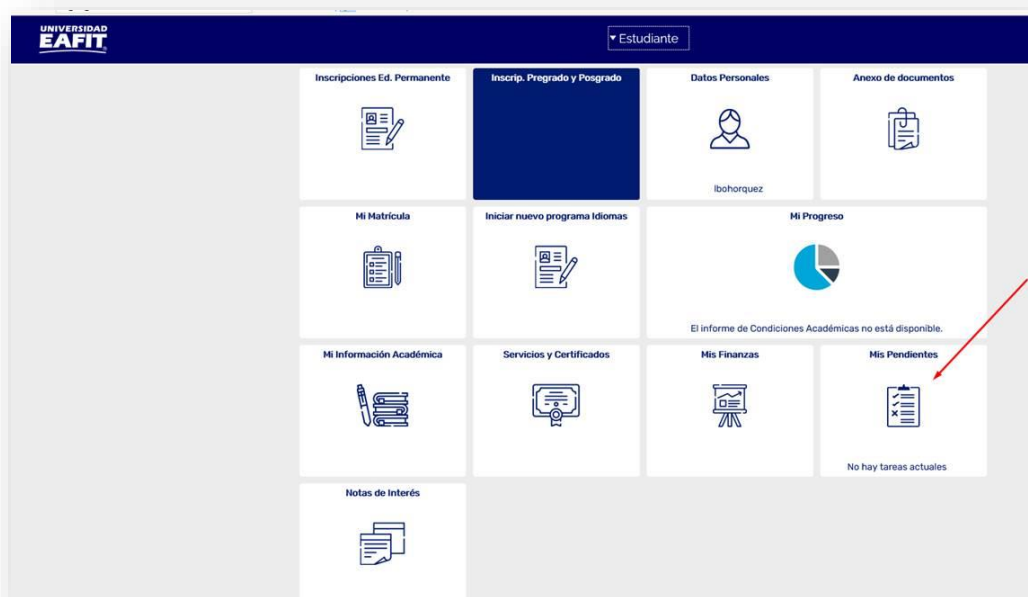 UNIVERSIDAD
EAFIT
Estudiante
Inscripciones Ed. Permanente
Inscrip. Pregrado y Posgrado
Datos Personales
Anexo de documentos
lbohorquez
Mi Matrícula
Iniciar nuevo programa Idiomas
Mi Progreso
El informe de Condiciones Académicas no está disponible.
Mi Información Académica
Servicios y Certificados
Mis Finanzas
Mis Pendientes
No hay tareas actuales
Notas de Interés